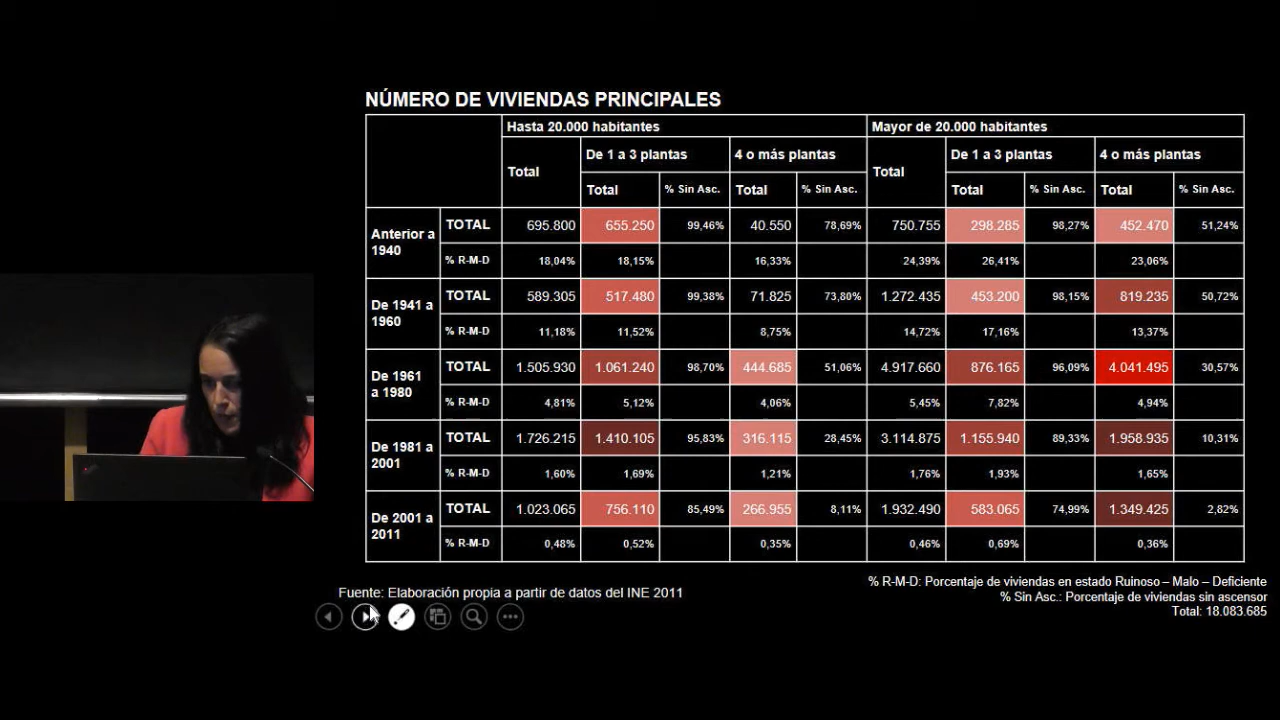 NÚMERO DE VIVIENDAS PRINCIPALES
Hasta 20.000 habitantes Mayor de 20.000 habitantes
Total De 1 a 3 plantas 4 o más plantas Total De 1 a 3 plantas 4 o más plantas
Total % Sin Asc. Total % Sin Asc. Total % Sin Asc. Total % Sin Asc.
Anterior a 1940 TOTAL 695.800 655.250 99,46% 40.550 78,69% 750.755 298.285 98,27% 452.470 51,24%
% R-M-D 18,04% 18,15% 16,33% 24,39% 26,41% 23,06%
De 1941 a 1960 TOTAL 589.305 517.480 99,38% 71.825 73,80% 1.272.435 453.200 98,15% 819.235 50,72%
% R-M-D 11,18% 11,52% 8,75% 14,72% 17,16% 13,37%
De 1961 a 1980 TOTAL 1.505.930 1.061.240 98,70% 444.685 51,06% 4.917.660 876.165 96,09% 4.041.495 30,57%
% R-M-D 4,81% 5,12% 4,06% 5,45% 7,82% 4,94%
De 1981 a 2001 TOTAL 1.726.215 1.410.105 95,83% 316.115 28,45% 3.114.875 1.155.940 89,33% 1.958.935 10,31%
% R-M-D 1,60% 1,69% 1,21% 1,76% 1,93% 1,65%
De 2001 a 2011 TOTAL 1.023.065 756.110 85,49% 266.955 8,11% 1.932.490 583.065 74,99% 1.349.425 2,82%
% R-M-D 0,48% 0,52% 0,35% 0,46% 0,69% 0,36%
Fuente: Elaboración propia a partir de datos del INE 2011
% R-M-D: Porcentaje de viviendas en estado Ruinoso – Malo – Deficiente
% Sin Asc.: Porcentaje de viviendas sin ascensor
Total: 18.083.685